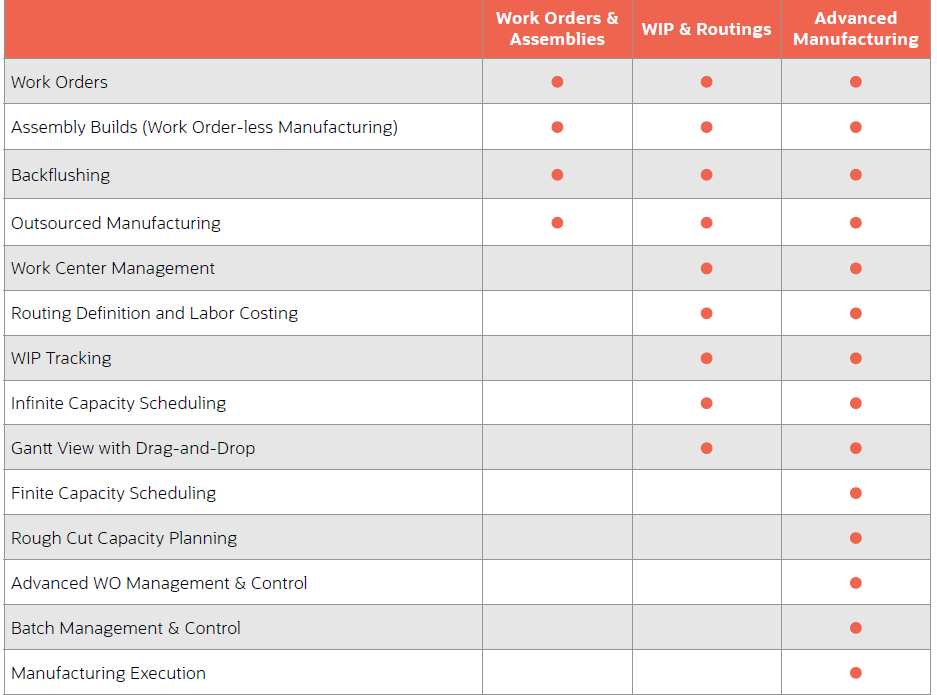 Work Orders &
Assemblies
WIP & Routings
Advanced
Manufacturing
Work Orders
Assembly Builds (Work Order-less Manufacturing)
Backflushing
Outsourced Manufacturing
Work Center Management
Routing Definition and Labor Costing
WIP Tracking
Infinite Capacity Scheduling
Gantt View with Drag-and-Drop
Finite Capacity Scheduling
Rough Cut Capacity Planning
Advanced WO Management & Control
Batch Management & Control
Manufacturing Execution